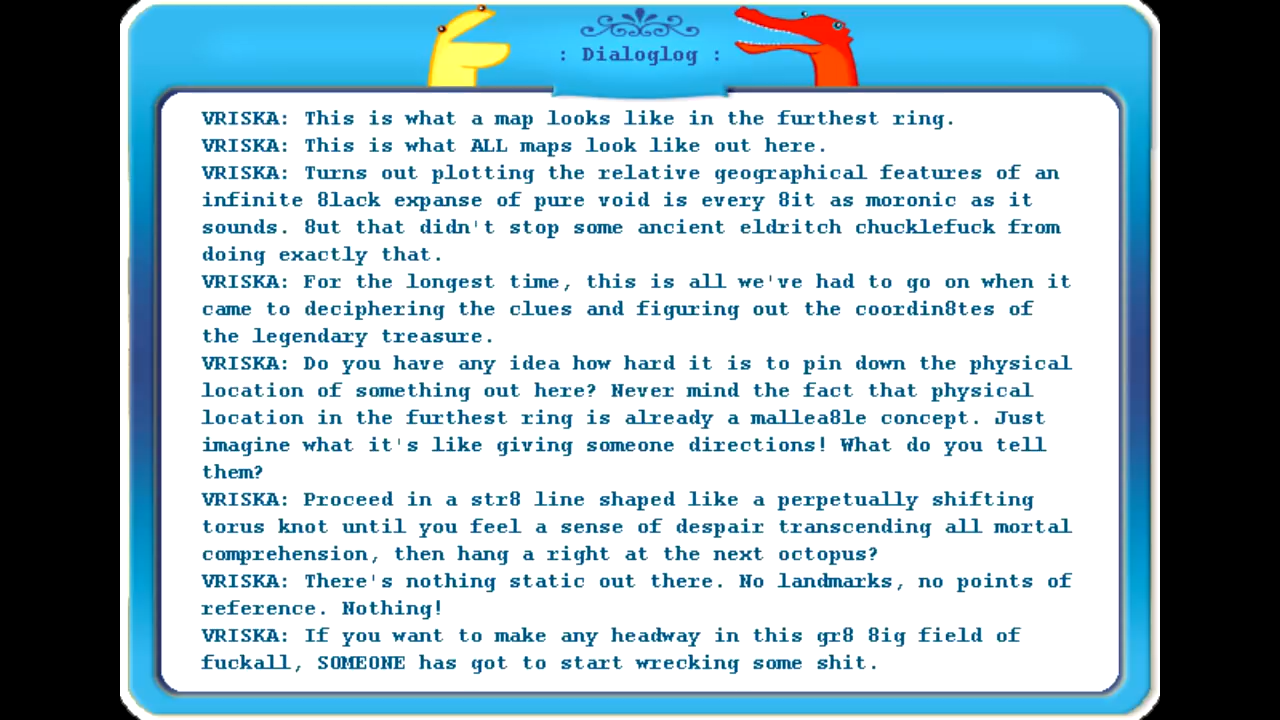 : Dialoglog :
VRISKA: This is what a map looks like in the furthest ring.
VRISKA: This is what ALL maps look like out here.
VRISKA: Turns out plotting the relative geographical features of an
infinite 8lack expanse of pure void is every 8it as moronic as it
sounds. 8ut that didn't stop some ancient eldritch chucklefuck from
doing exactly that.
VRISKA: For the longest time, this is all we've had to go on when it
came to deciphering the clues and figuring out the coordin8tes of
the legendary treasure.
VRISKA: Do you have any idea how hard it is to pin down the physical
location of something out here? Never mind the fact that physical
location in the furthest ring is already a mallea8le concept. Just
imagine what it's like giving someone directions! What do you tell
them?
VRISKA: Proceed in a str8 line shaped like a perpetually shifting
torus knot until you feel a sense of despair transcending all mortal
comprehension, then hang a right at the next octopus?
VRISKA: There's nothing static out there. No landmarks, no points of
reference. Nothing!
VRISKA: If you want to make any headway in this gr8 8ig field of
fuckall, SOMEONE has got to start wrecking some shit.